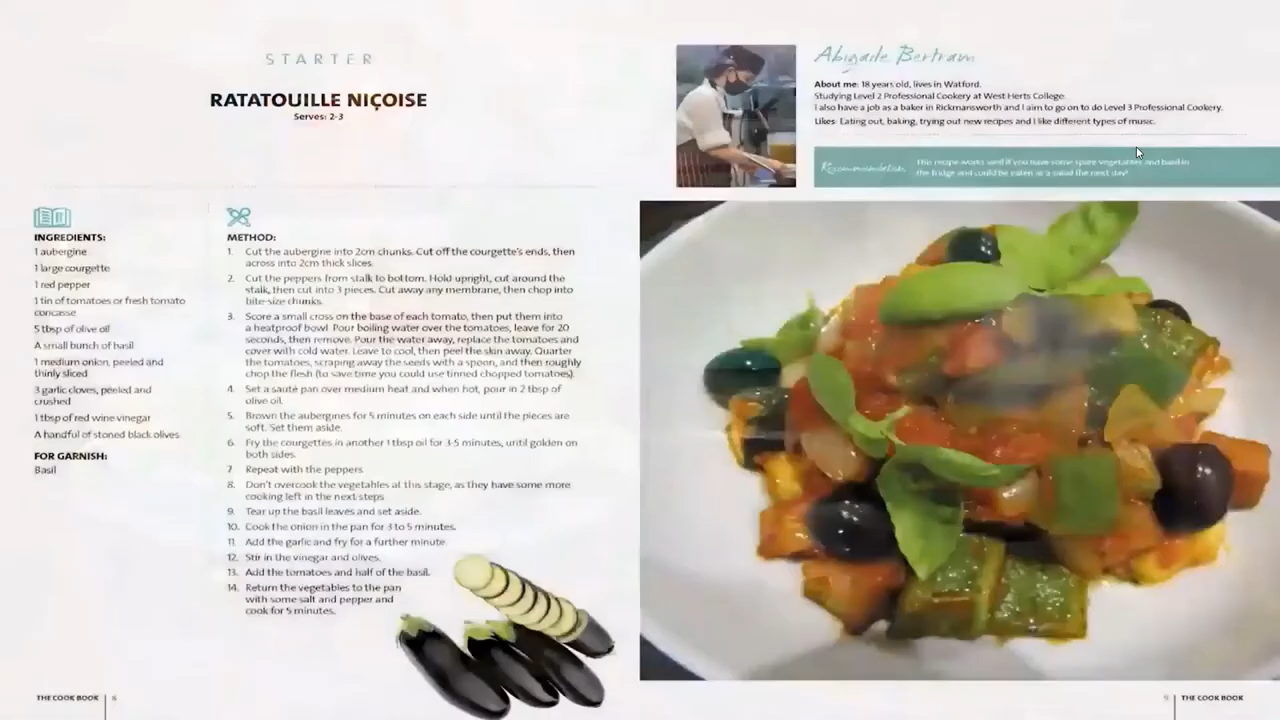 STARTER
RATATOUILLE NIÇOISE
Serves: 2-3
INGREDIENTS:
1 aubergine
1 large courgette
1 red pepper
1 tin of tomatoes or fresh tomato
concasse
5 tbsp of olive oil
A small bunch of basil
1 medium onion, peeled and
thinly sliced
3 garlic cloves, peeled and
crushed
1 tbsp of red wine vinegar
A handful of stoned black olives
FOR GARNISH:
Basil
METHOD:
1. Cut the aubergine into 2cm chunks. Cut off the courgette's ends, then
across into 2cm thick slices.
2. Cut the peppers from stalk to bottom. Hold upright, cut around the
stalk, then cut into 3 pieces. Cut away any membrane, then chop into
bite-size chunks.
3. Score a small cross on the base of each tomato, then put them into
a heatproof bowl. Pour boiling water over the tomatoes, leave for 20
seconds, then remove. Pour the water away, replace the tomatoes and
cover with cold water. Leave to cool, then peel the skin away. Quarter
the tomatoes, scraping away the seeds with a spoon, and then roughly
chop the flesh (to save time you could use tinned chopped tomatoes).
4. Set a sauté pan over medium heat and when hot, pour in 2 tbsp of
olive oil.
5. Brown the aubergines for 5 minutes on each side until the pieces are
soft. Set them aside.
6. Fry the courgettes in another 1 tbsp oil for 3-5 minutes, until golden on
both sides.
7. Repeat with the peppers
8. Don't overcook the vegetables at this stage, as they have some more
cooking left in the next steps
9. Tear up the basil leaves and set aside.
10. Cook the onion in the pan for 3 to 5 minutes.
11. Add the garlic and fry for a further minute.
12. Stir in the vinegar and olives.
13. Add the tomatoes and half of the basil.
14. Return the vegetables to the pan
with some salt and pepper and
cook for 5 minutes.
THE COOK BOOK
Abigaile Bertram
About me: 18 years old, lives in Watford.
Studying Level 2 Professional Cookery at West Herts College.
I also have a job as a baker in Rickmansworth and I aim to go on to do Level 3 Professional Cookery.
Likes: Eating out, baking, trying out new recipes and I like different types of music.
Recommendation
This recipe works well if you have some spare vegetables and basil in
the fridge and could be eaten as a salad the next day!
THE COOK BOOK